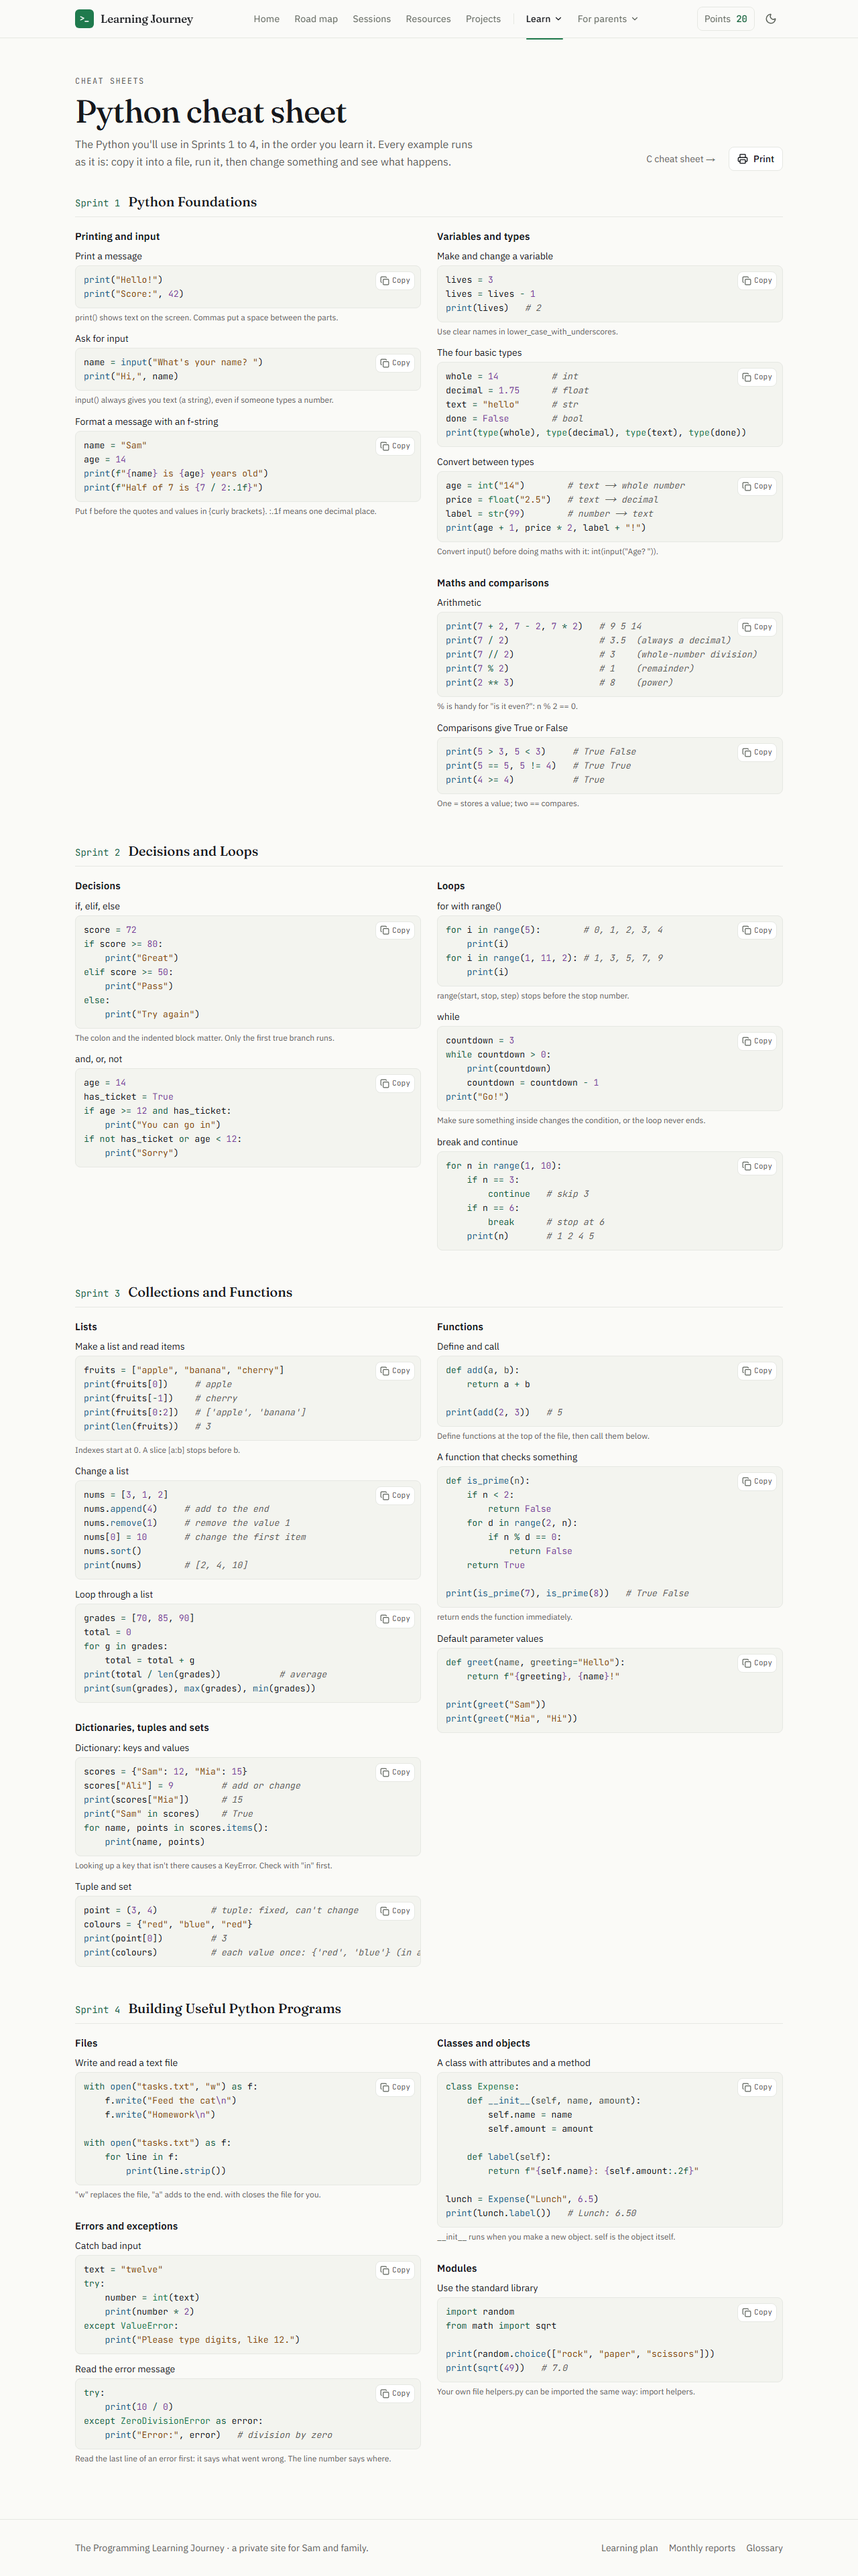 >_ Learning Journey Home Road map Sessions Resources Projects Learn For parents Points 20
CHEAT SHEETS
Python cheat sheet
The Python you'll use in Sprints 1 to 4, in the order you learn it. Every example runs
as it is: copy it into a file, run it, then change something and see what happens.
C cheat sheet → Print
Sprint 1 Python Foundations
Printing and input
Print a message
Copy
print("Hello!")
print("Score:", 42)
print() shows text on the screen. Commas put a space between the parts.
Ask for input
Copy
name = input("What's your name? ")
print("Hi,", name)
input() always gives you text (a string), even if someone types a number.
Format a message with an f-string
Copy
name = "Sam"
age = 14
print(f"{name} is {age} years old")
print(f"Half of 7 is {7 / 2:.1f}")
Put f before the quotes and values in {curly brackets}. :.1f means one decimal place.
Variables and types
Make and change a variable
Copy
lives = 3
lives = lives - 1
print(lives)   # 2
Use clear names in lower_case_with_underscores.
The four basic types
Copy
whole = 14          # int
decimal = 1.75      # float
text = "hello"      # str
done = False        # bool
print(type(whole), type(decimal), type(text), type(done))
Convert between types
Copy
age = int("14")        # text → whole number
price = float("2.5")   # text → decimal
label = str(99)        # number → text
print(age + 1, price * 2, label + "!")
Convert input() before doing maths with it: int(input("Age? ")).
Maths and comparisons
Arithmetic
Copy
print(7 + 2, 7 - 2, 7 * 2)   # 9 5 14
print(7 / 2)                 # 3.5  (always a decimal)
print(7 // 2)                # 3    (whole-number division)
print(7 % 2)                 # 1    (remainder)
print(2 ** 3)                # 8    (power)
% is handy for "is it even?": n % 2 == 0.
Comparisons give True or False
Copy
print(5 > 3, 5 < 3)     # True False
print(5 == 5, 5 != 4)   # True True
print(4 >= 4)           # True
One = stores a value; two == compares.
Sprint 2 Decisions and Loops
Decisions
if, elif, else
Copy
score = 72
if score >= 80:
    print("Great")
elif score >= 50:
    print("Pass")
else:
    print("Try again")
The colon and the indented block matter. Only the first true branch runs.
and, or, not
Copy
age = 14
has_ticket = True
if age >= 12 and has_ticket:
    print("You can go in")
if not has_ticket or age < 12:
    print("Sorry")
Loops
for with range()
Copy
for i in range(5):        # 0, 1, 2, 3, 4
    print(i)
for i in range(1, 11, 2): # 1, 3, 5, 7, 9
    print(i)
range(start, stop, step) stops before the stop number.
while
Copy
countdown = 3
while countdown > 0:
    print(countdown)
    countdown = countdown - 1
print("Go!")
Make sure something inside changes the condition, or the loop never ends.
break and continue
Copy
for n in range(1, 10):
    if n == 3:
        continue   # skip 3
    if n == 6:
        break      # stop at 6
    print(n)       # 1 2 4 5
Sprint 3 Collections and Functions
Lists
Make a list and read items
Copy
fruits = ["apple", "banana", "cherry"]
print(fruits[0])     # apple
print(fruits[-1])    # cherry
print(fruits[0:2])   # ['apple', 'banana']
print(len(fruits))   # 3
Indexes start at 0. A slice [a:b] stops before b.
Change a list
Copy
nums = [3, 1, 2]
nums.append(4)     # add to the end
nums.remove(1)     # remove the value 1
nums[0] = 10       # change the first item
nums.sort()
print(nums)        # [2, 4, 10]
Loop through a list
Copy
grades = [70, 85, 90]
total = 0
for g in grades:
    total = total + g
print(total / len(grades))           # average
print(sum(grades), max(grades), min(grades))
Dictionaries, tuples and sets
Dictionary: keys and values
Copy
scores = {"Sam": 12, "Mia": 15}
scores["Ali"] = 9         # add or change
print(scores["Mia"])      # 15
print("Sam" in scores)    # True
for name, points in scores.items():
    print(name, points)
Looking up a key that isn't there causes a KeyError. Check with "in" first.
Tuple and set
Copy
point = (3, 4)          # tuple: fixed, can't change
colours = {"red", "blue", "red"}
print(point[0])         # 3
print(colours)          # each value once: {'red', 'blue'} (in a
Functions
Define and call
Copy
def add(a, b):
    return a + b
print(add(2, 3))   # 5
Define functions at the top of the file, then call them below.
A function that checks something
Copy
def is_prime(n):
    if n < 2:
        return False
    for d in range(2, n):
        if n % d == 0:
            return False
    return True
print(is_prime(7), is_prime(8))   # True False
return ends the function immediately.
Default parameter values
Copy
def greet(name, greeting="Hello"):
    return f"{greeting}, {name}!"
print(greet("Sam"))
print(greet("Mia", "Hi"))
Sprint 4 Building Useful Python Programs
Files
Write and read a text file
Copy
with open("tasks.txt", "w") as f:
    f.write("Feed the cat\n")
    f.write("Homework\n")
with open("tasks.txt") as f:
    for line in f:
        print(line.strip())
"w" replaces the file, "a" adds to the end. with closes the file for you.
Errors and exceptions
Catch bad input
Copy
text = "twelve"
try:
    number = int(text)
    print(number * 2)
except ValueError:
    print("Please type digits, like 12.")
Read the error message
Copy
try:
    print(10 / 0)
except ZeroDivisionError as error:
    print("Error:", error)   # division by zero
Read the last line of an error first: it says what went wrong. The line number says where.
Classes and objects
A class with attributes and a method
Copy
class Expense:
    def __init__(self, name, amount):
        self.name = name
        self.amount = amount
    def label(self):
        return f"{self.name}: {self.amount:.2f}"
lunch = Expense("Lunch", 6.5)
print(lunch.label())   # Lunch: 6.50
__init__ runs when you make a new object. self is the object itself.
Modules
Use the standard library
Copy
import random
from math import sqrt
print(random.choice(["rock", "paper", "scissors"]))
print(sqrt(49))   # 7.0
Your own file helpers.py can be imported the same way: import helpers.
The Programming Learning Journey · a private site for Sam and family. Learning plan Monthly reports Glossary